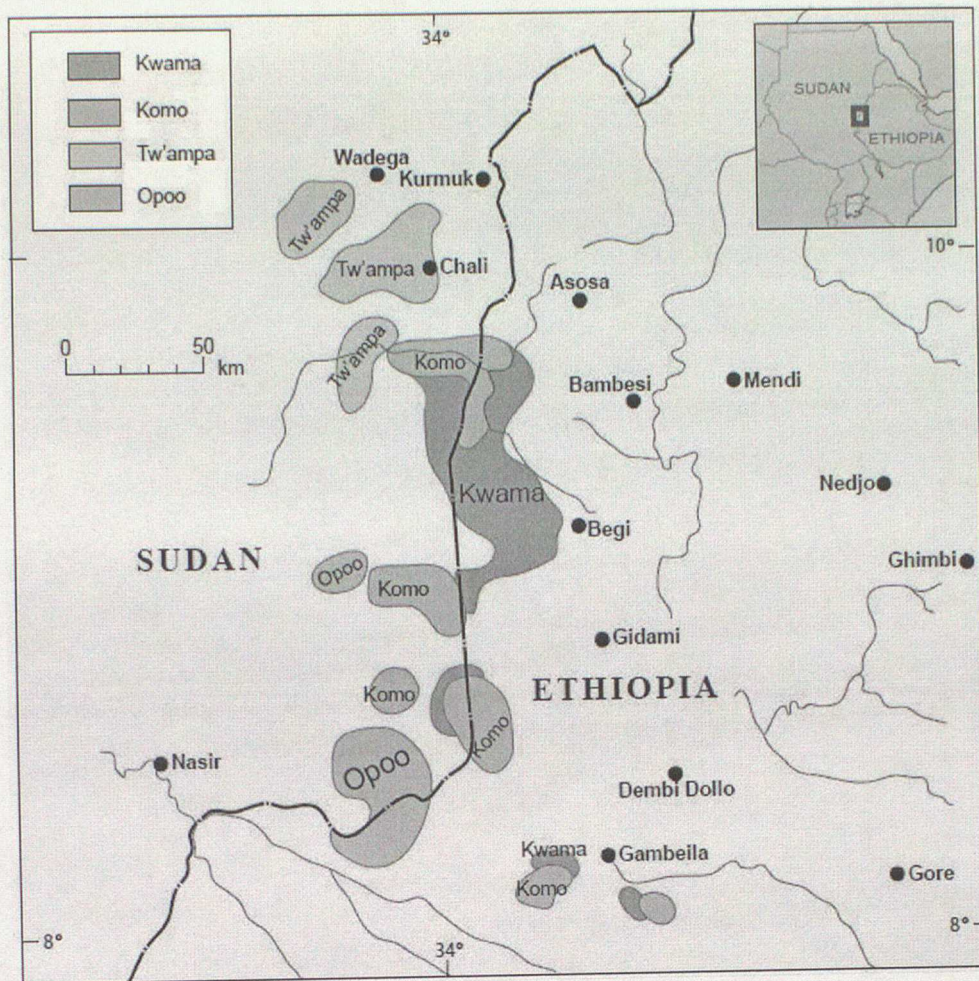 34°
Kwama
Komo
Tw'ampa
Opoo
SUDAN
ETHIOPIA
Wadega
Kurmuk
Tw'ampa
Tw'ampa
Chali
10°
Asosa
0 50
km
Tw'ampa
Komo
Bambesi
Mendi
Kwama
Nedjo
Begi
SUDAN
Opoo
Komo
Ghimbi
Gidami
Komo
ETHIOPIA
Komo
Opoo
Nasir
Dembi Dollo
Kwama
Gambeila
Komo
Gore
8°
34°
8°